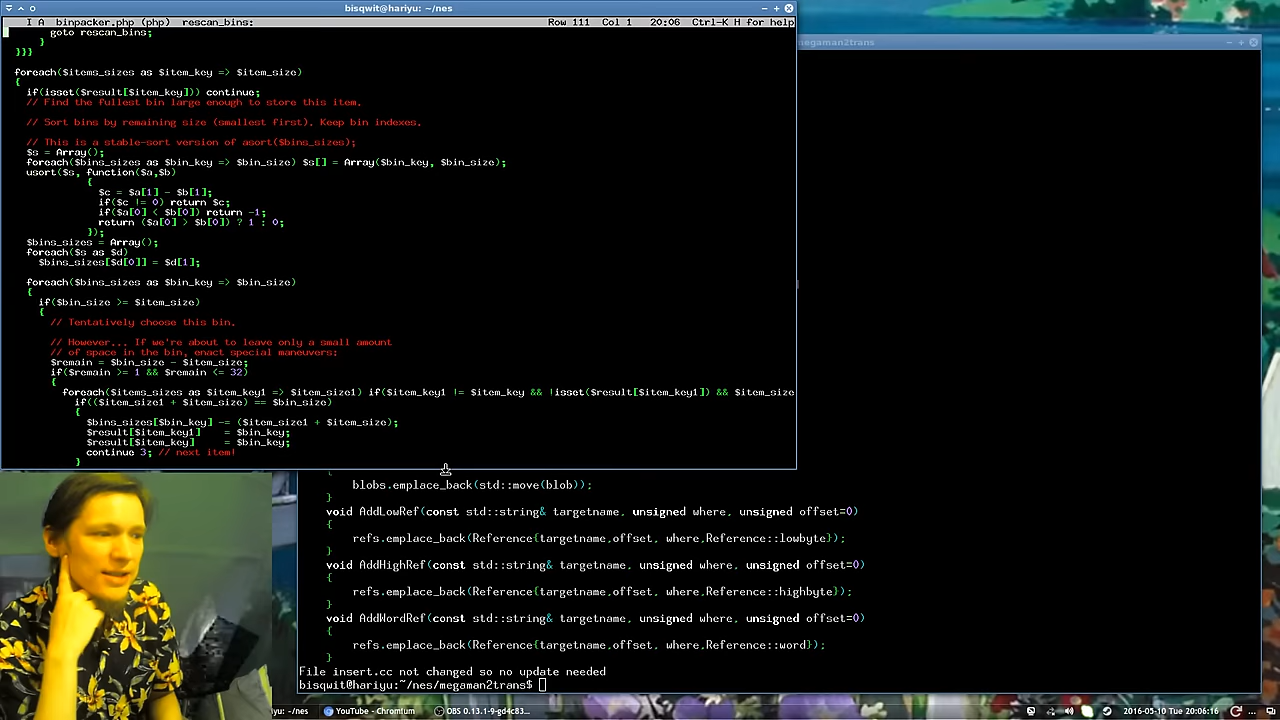 bisqwit@hariyu: ~/nes
I A binpacker.php (php) rescan_bins: Row 111 Col 1 20:06 Ctrl-K H for help
goto rescan_bins;
}
}}}
foreach($items_sizes as $item_key => $item_size)
{
if(isset($result[$item_key])) continue;
// Find the fullest bin large enough to store this item.
// Sort bins by remaining size (smallest first). Keep bin indexes.
// This is a stable-sort version of asort($bins_sizes);
$s = Array();
foreach($bins_sizes as $bin_key => $bin_size) $s[] = Array($bin_key, $bin_size);
usort($s, function($a,$b)
{
$c = $a[1] - $b[1];
if($c != 0) return $c;
if($a[0] < $b[0]) return -1;
return ($a[0] > $b[0]) ? 1 : 0;
});
$bins_sizes = Array();
foreach($s as $d)
$bins_sizes[$d[0]] = $d[1];
foreach($bins_sizes as $bin_key => $bin_size)
{
if($bin_size >= $item_size)
{
// Tentatively choose this bin.
// However... If we're about to leave only a small amount
// of space in the bin, enact special maneuvers:
$remain = $bin_size - $item_size;
if($remain >= 1 && $remain <= 32)
{
foreach($items_sizes as $item_key1 => $item_size1) if($item_key1 != $item_key && !isset($result[$item_key1]) && $item_size
if(($item_size1 + $item_size) == $bin_size)
{
$bins_sizes[$bin_key] -= ($item_size1 + $item_size);
$result[$item_key1] = $bin_key;
$result[$item_key] = $bin_key;
continue 3; // next item!
}
megaman2trans
{
blobs.emplace_back(std::move(blob));
}
void AddLowRef(const std::string& targetname, unsigned where, unsigned offset=0)
{
refs.emplace_back(Reference{targetname,offset, where,Reference::lowbyte});
}
void AddHighRef(const std::string& targetname, unsigned where, unsigned offset=0)
{
refs.emplace_back(Reference{targetname,offset, where,Reference::highbyte});
}
void AddWordRef(const std::string& targetname, unsigned where, unsigned offset=0)
{
refs.emplace_back(Reference{targetname,offset, where,Reference::word});
}
File insert.cc not changed so no update needed
bisqwit@hariyu:~/nes/megaman2trans$
iyu: ~/nes
YouTube - Chromium
OBS 0.13.1-9-gd4c83...
2016-05-10 Tue 20:06:16
...